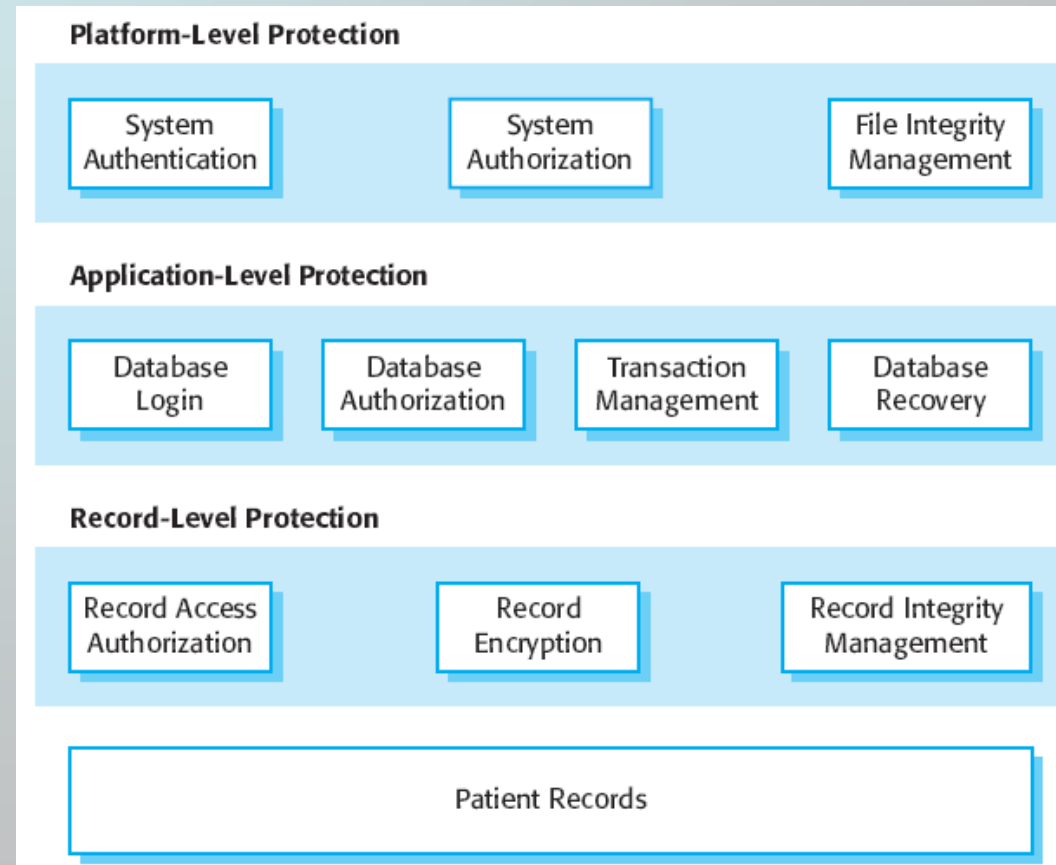 Platform-Level Protection
System
Authentication
System
Authorization
File Integrity
Management
Application-Level Protection
Database
Login
Database
Authorization
Transaction
Management
Database
Recovery
Record-Level Protection
Record Access
Authorization
Record
Encryption
Record Integrity
Management
Patient Records